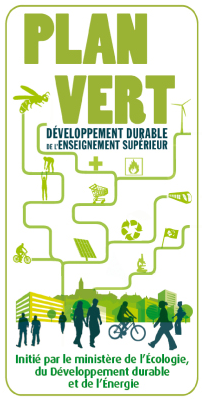 PLAN
VERT
DÉVELOPPEMENT DURABLE
DE L'ENSEIGNEMENT SUPÉRIEUR
Initié par le ministère de l'Écologie,
du Développement durable
et de l'Énergie